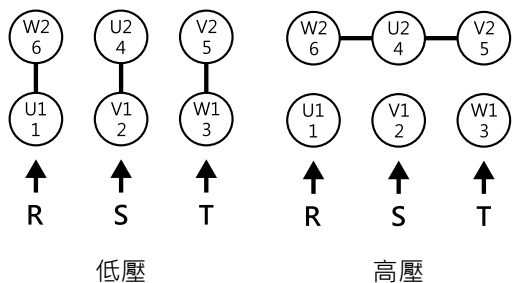 W2 U2 V2 W2 U2 V2
6 4 5 6 4 5
U1 V1 W1 U1 V1 W1
1 2 3 1 2 3
R S T R S T
低壓 高壓